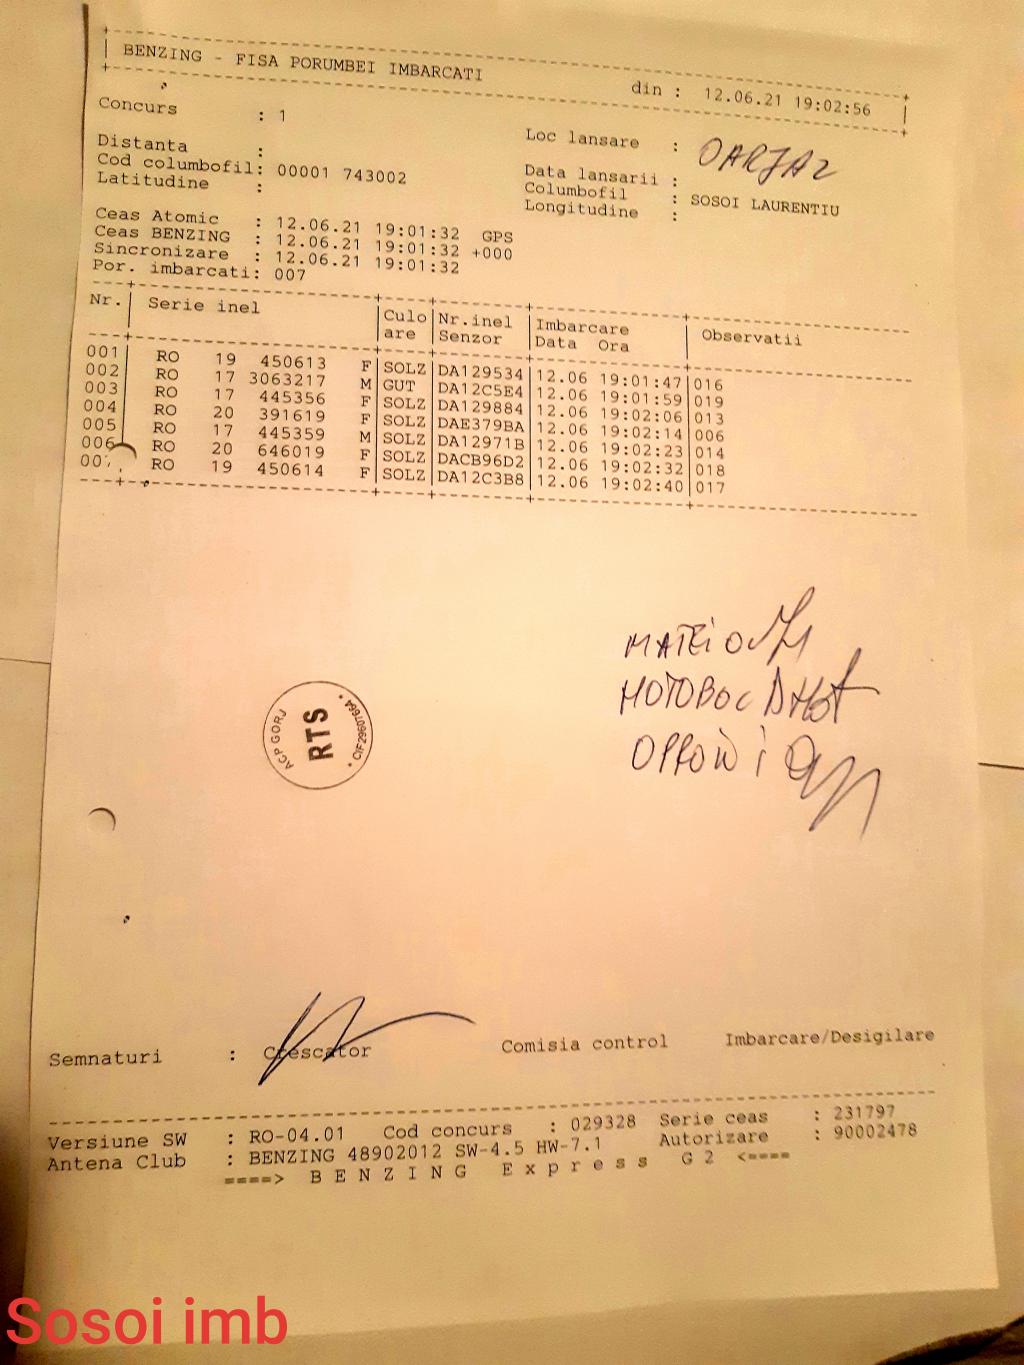 BENZING - FISA PORUMBEI IMBARCATI din : 12.06.21 19:02:56
Concurs : 1 Loc lansare : OARJA2
Distanta : Data lansarii :
Cod columbofil: 00001 743002 Columbofil : SOSOI LAURENTIU
Latitudine : Longitudine :
Ceas Atomic : 12.06.21 19:01:32 GPS
Ceas BENZING : 12.06.21 19:01:32 +000
Sincronizare : 12.06.21 19:01:32
Por. imbarcati: 007
Nr. Serie inel Culo Nr.inel Imbarcare Observatii
are Senzor Data Ora
001 RO 19 450613 F SOLZ DA129534 12.06 19:01:47 016
002 RO 17 3063217 M GUT DA12C5E4 12.06 19:01:59 019
003 RO 17 445356 F SOLZ DA129884 12.06 19:02:06 013
004 RO 20 391619 F SOLZ DAE379BA 12.06 19:02:14 006
005 RO 17 445359 M SOLZ DA12971B 12.06 19:02:23 014
006 RO 20 646019 F SOLZ DACB96D2 12.06 19:02:32 018
007 RO 19 450614 F SOLZ DA12C3B8 12.06 19:02:40 017
MATEI
MOTOBOC
ACP GORJ
RTS
CIF29607664
Semnaturi : Crescator Comisia control Imbarcare/Desigilare
Versiune SW : RO-04.01 Cod concurs : 029328 Serie ceas : 231797
Antena Club : BENZING 48902012 SW-4.5 HW-7.1 Autorizare : 90002478
====> B E N Z I N G E x p r e s s G 2 <====
Sosoi imb